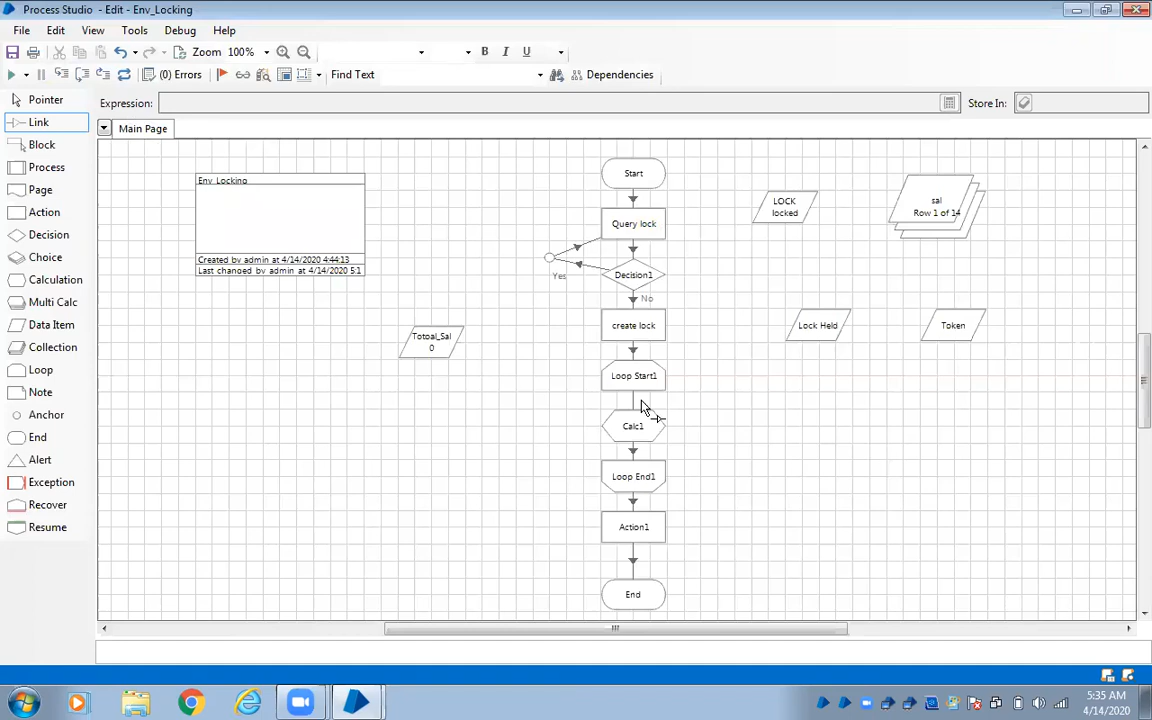 Process Studio - Edit - Env_Locking
File Edit View Tools Debug Help
Zoom 100% B I U
(0) Errors Find Text Dependencies
Expression: Store In:
Pointer
Link
Block
Process
Page
Action
Decision
Choice
Calculation
Multi Calc
Data Item
Collection
Loop
Note
Anchor
End
Alert
Exception
Recover
Resume
Main Page
Env_Locking
Created by admin at 4/14/2020 4:44:13
Last changed by admin at 4/14/2020 5:1
Totoal_Sal
0
Start
Query lock
Yes
Decision1
No
create lock
Loop Start1
Calc1
Loop End1
Action1
End
LOCK
locked
sal
Row 1 of 14
Lock Held
Token
5:35 AM
4/14/2020